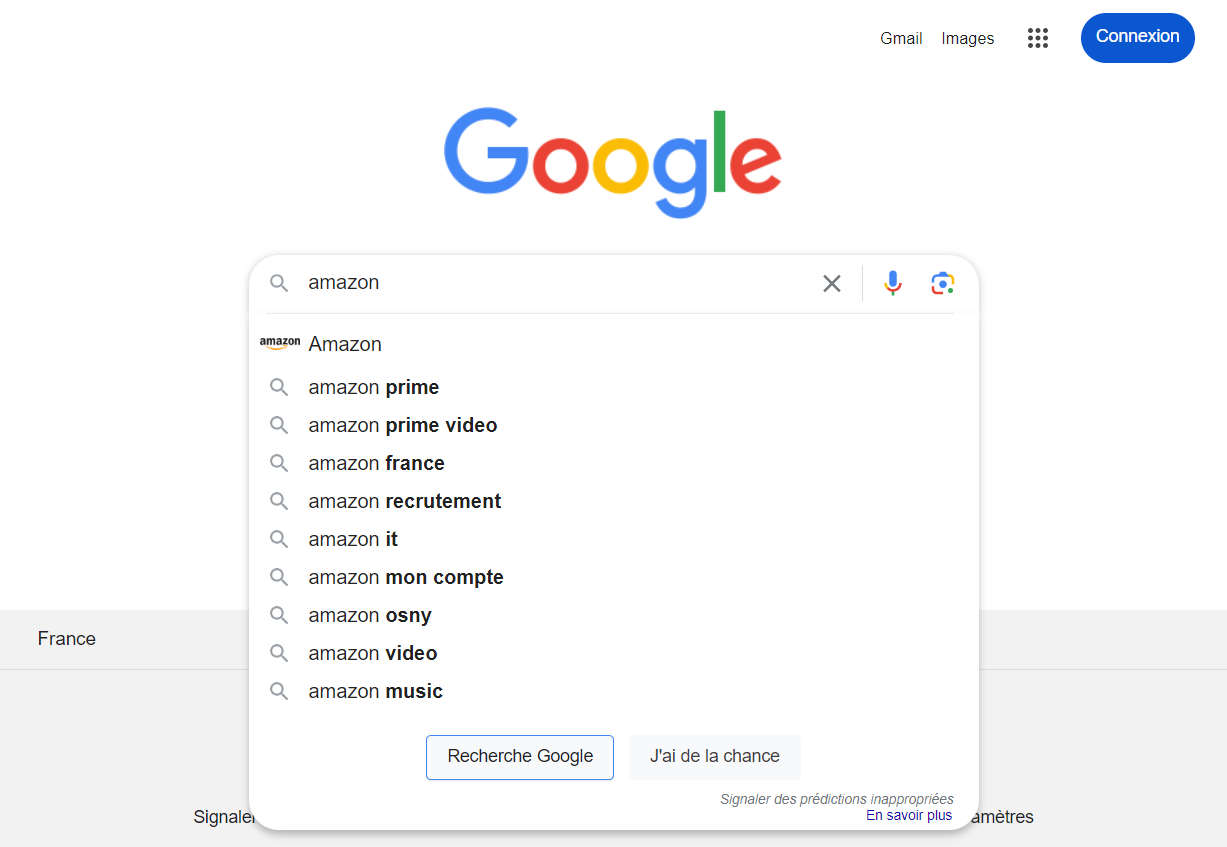 Gmail Images Connexion
Google
amazon
amazon Amazon
amazon prime
amazon prime video
amazon france
amazon recrutement
amazon it
amazon mon compte
amazon osny
amazon video
amazon music
France
Recherche Google J'ai de la chance
Signaler des prédictions inappropriées
En savoir plus